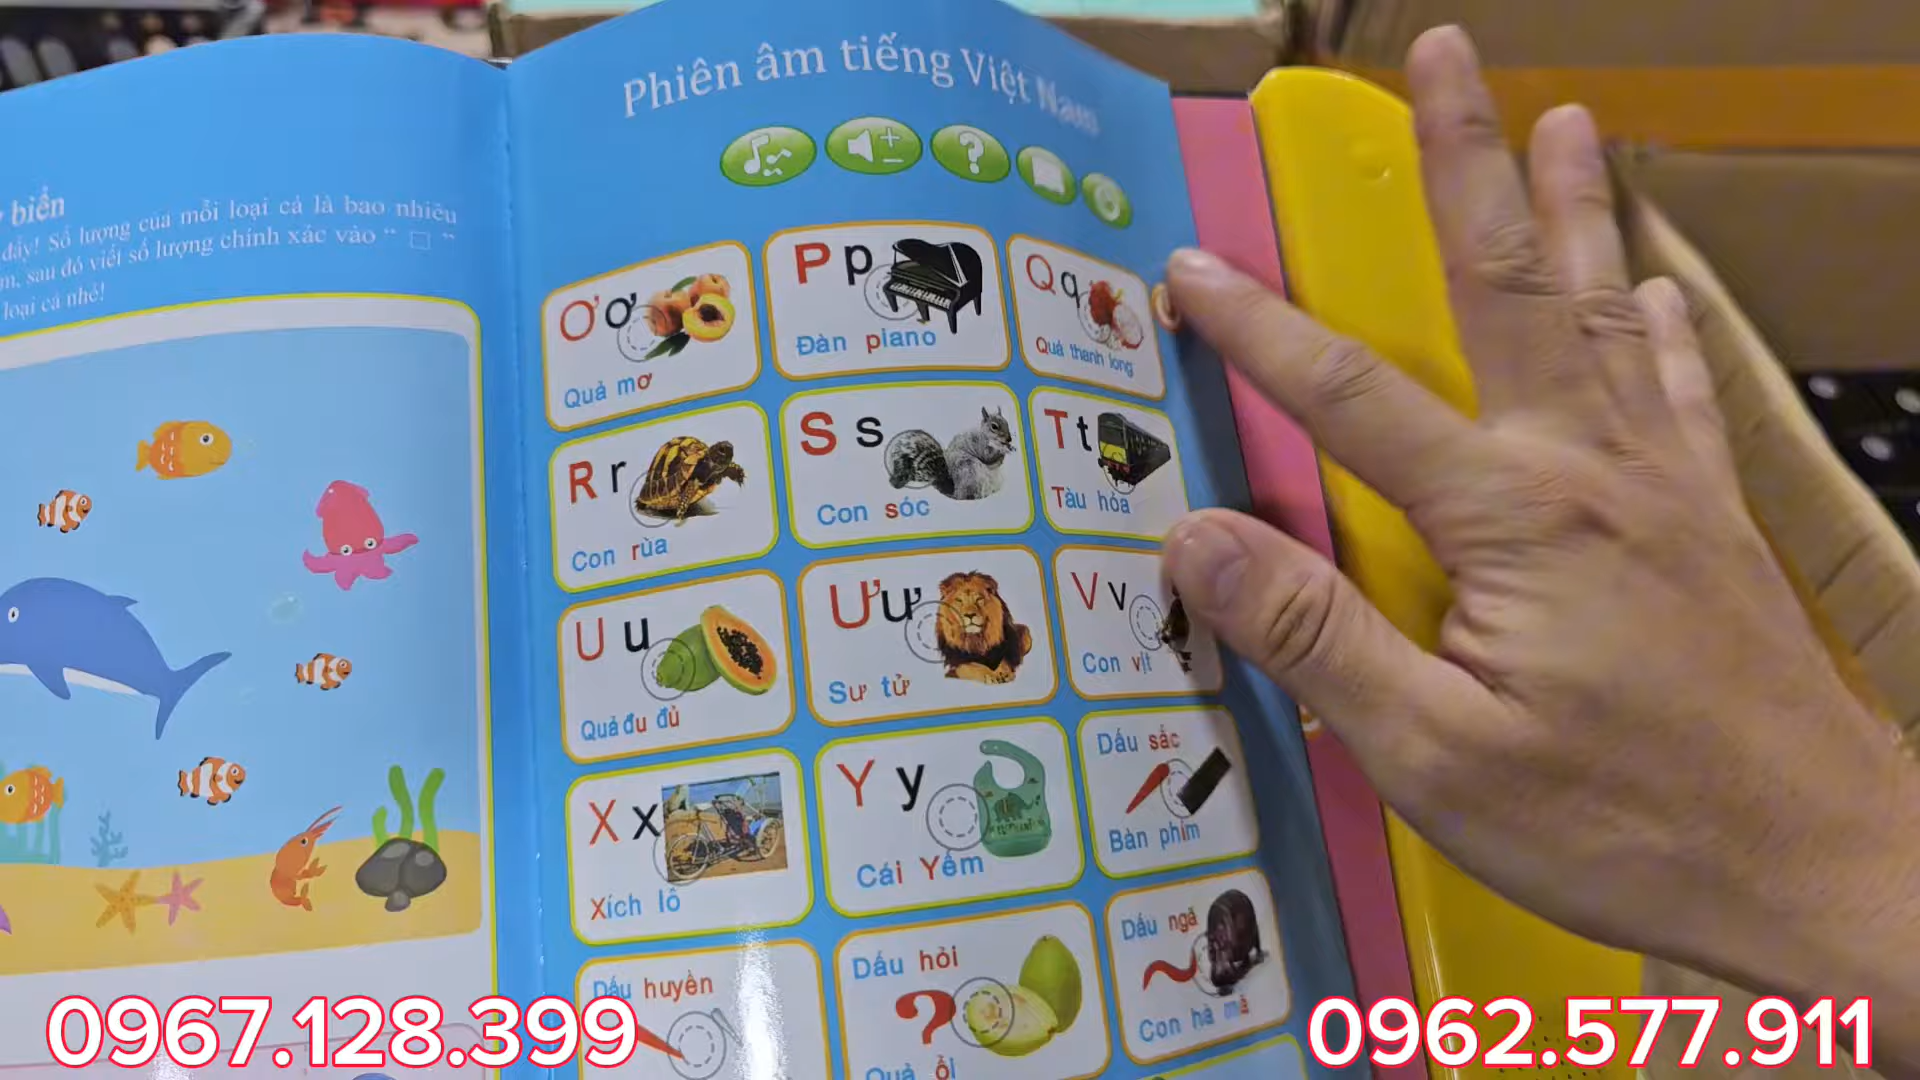 biển
đây! Số lượng của mỗi loại cá là bao nhiêu
sau đó viết số lượng chính xác vào " □ "
loại cá nhé!
Phiên âm tiếng Việt Nam
Ơ ơ
Quả mơ
P p
Đàn piano
Q q
Quả thanh long
R r
Con rùa
S s
Con sóc
T t
Tàu hỏa
U u
Quả đu đủ
Ư ư
Sư tử
V v
Con vịt
X x
Xích lô
Y y
Cái Yếm
Dấu sắc
Bàn phím
Dấu huyền
Dấu hỏi
?
Quả ổi
Dấu ngã
Con hà mã
0967.128.399
0962.577.911